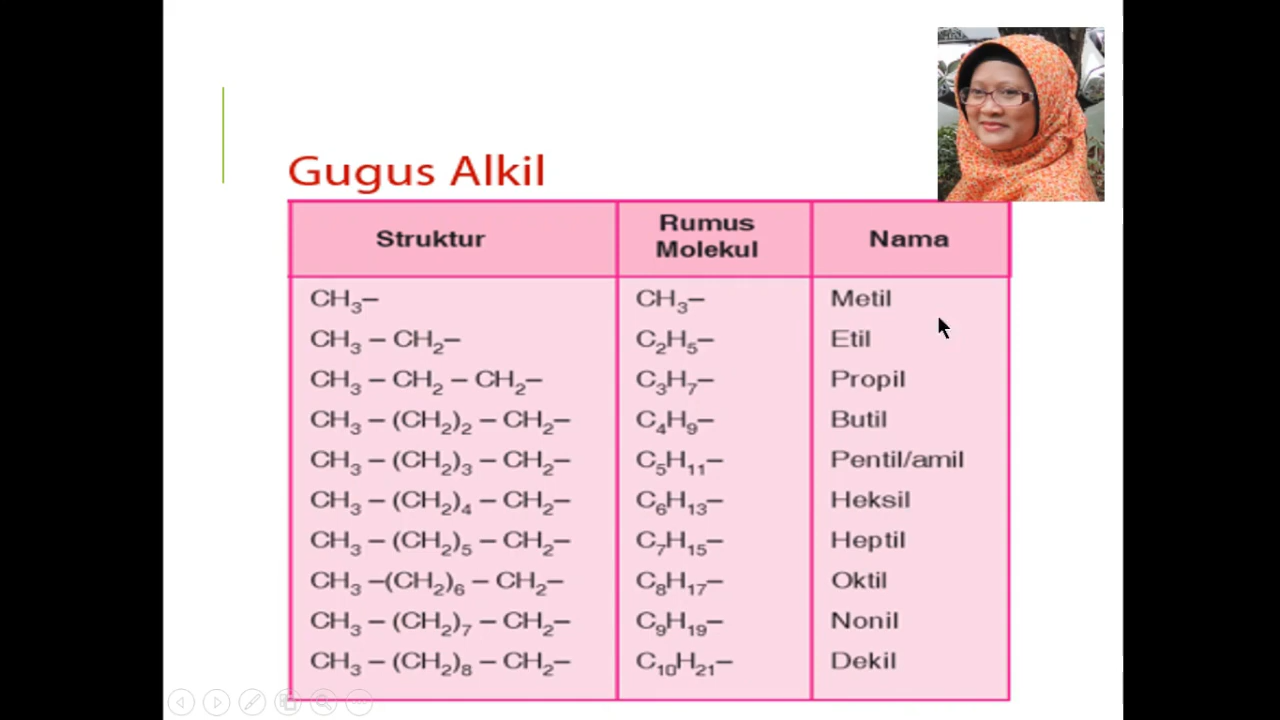 Gugus Alkil
Struktur Rumus Molekul Nama
CH₃– CH₃– Metil
CH₃ – CH₂– C₂H₅– Etil
CH₃ – CH₂ – CH₂– C₃H₇– Propil
CH₃ – (CH₂)₂ – CH₂– C₄H₉– Butil
CH₃ – (CH₂)₃ – CH₂– C₅H₁₁– Pentil/amil
CH₃ – (CH₂)₄ – CH₂– C₆H₁₃– Heksil
CH₃ – (CH₂)₅ – CH₂– C₇H₁₅– Heptil
CH₃ –(CH₂)₆ – CH₂– C₈H₁₇– Oktil
CH₃ – (CH₂)₇ – CH₂– C₉H₁₉– Nonil
CH₃ – (CH₂)₈ – CH₂– C₁₀H₂₁– Dekil